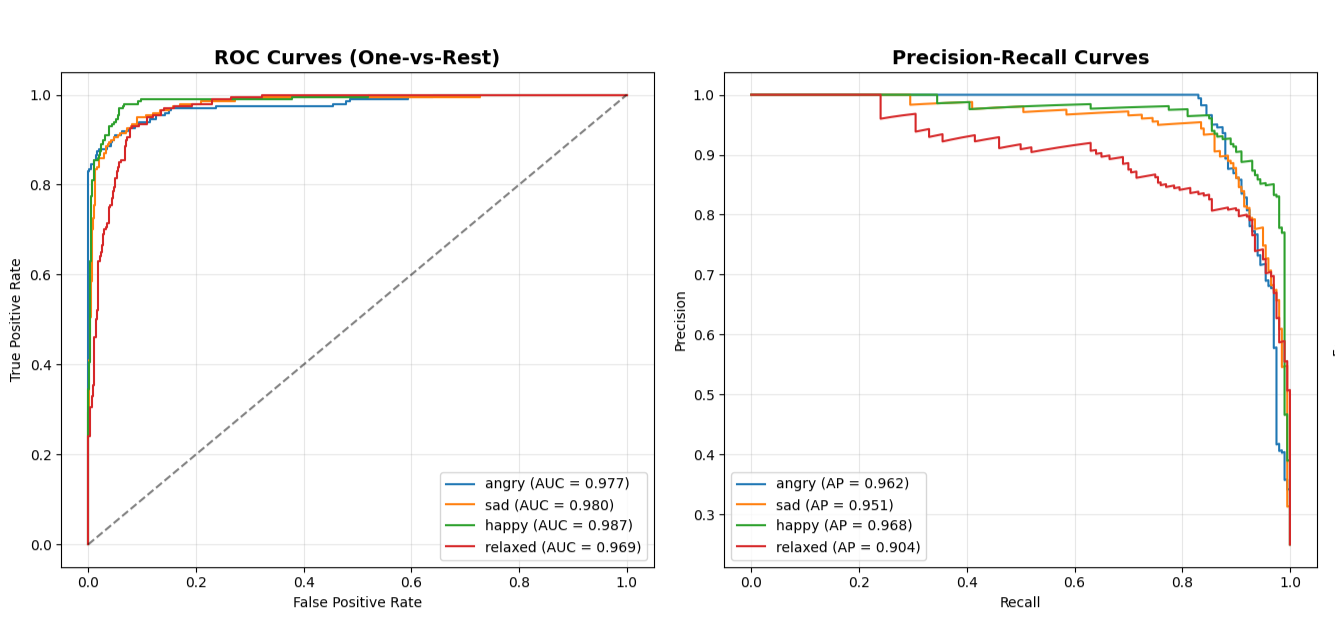 ROC Curves (One-vs-Rest)
True Positive Rate
1.0
0.8
0.6
0.4
0.2
0.0
angry (AUC = 0.977)
sad (AUC = 0.980)
happy (AUC = 0.987)
relaxed (AUC = 0.969)
0.0 0.2 0.4 0.6 0.8 1.0
False Positive Rate
Precision-Recall Curves
Precision
1.0
0.9
0.8
0.7
0.6
0.5
0.4
0.3
angry (AP = 0.962)
sad (AP = 0.951)
happy (AP = 0.968)
relaxed (AP = 0.904)
0.0 0.2 0.4 0.6 0.8 1.0
Recall